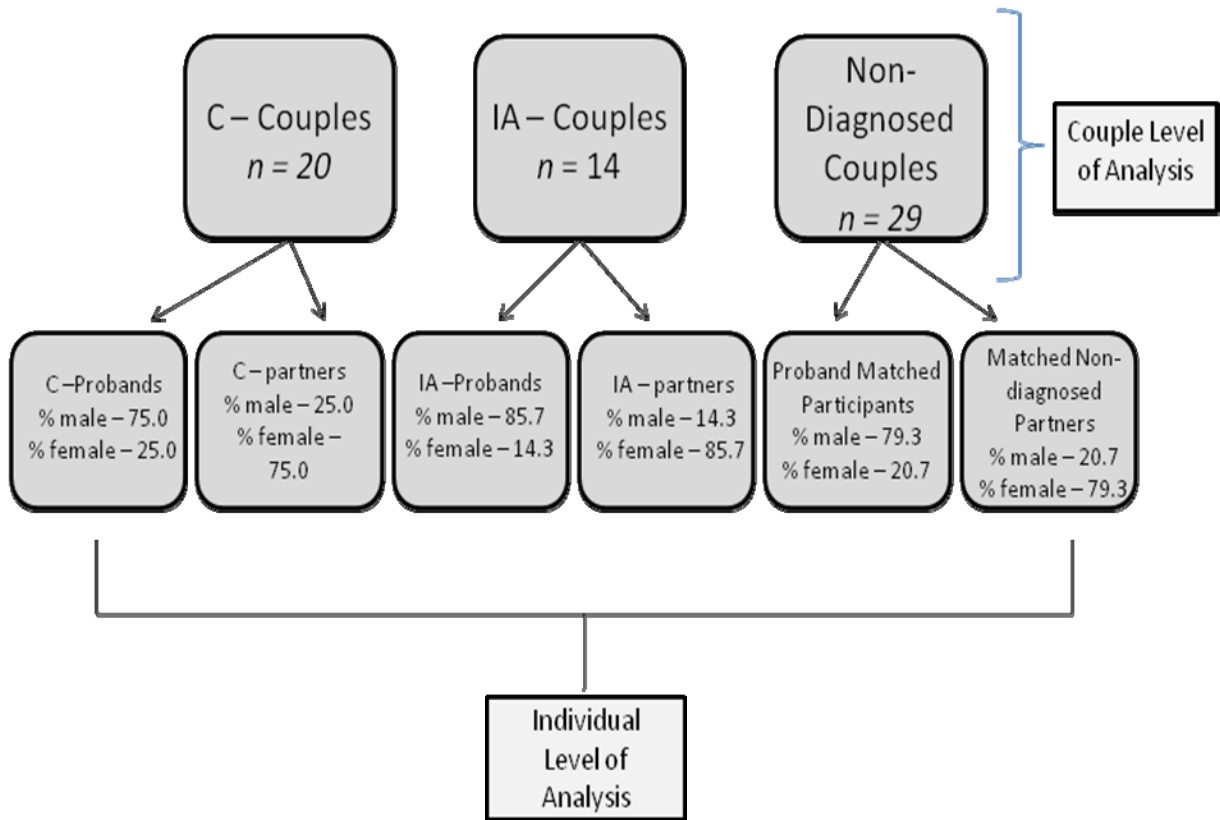 C – Couples
n = 20
IA – Couples
n = 14
Non-
Diagnosed
Couples
n = 29
Couple Level
of Analysis
C –Probands
% male – 75.0
% female – 25.0
C – partners
% male – 25.0
% female –
75.0
IA –Probands
% male – 85.7
% female – 14.3
IA – partners
% male – 14.3
% female – 85.7
Proband Matched
Participants
% male – 79.3
% female – 20.7
Matched Non-
diagnosed
Partners
% male – 20.7
% female – 79.3
Individual
Level of
Analysis